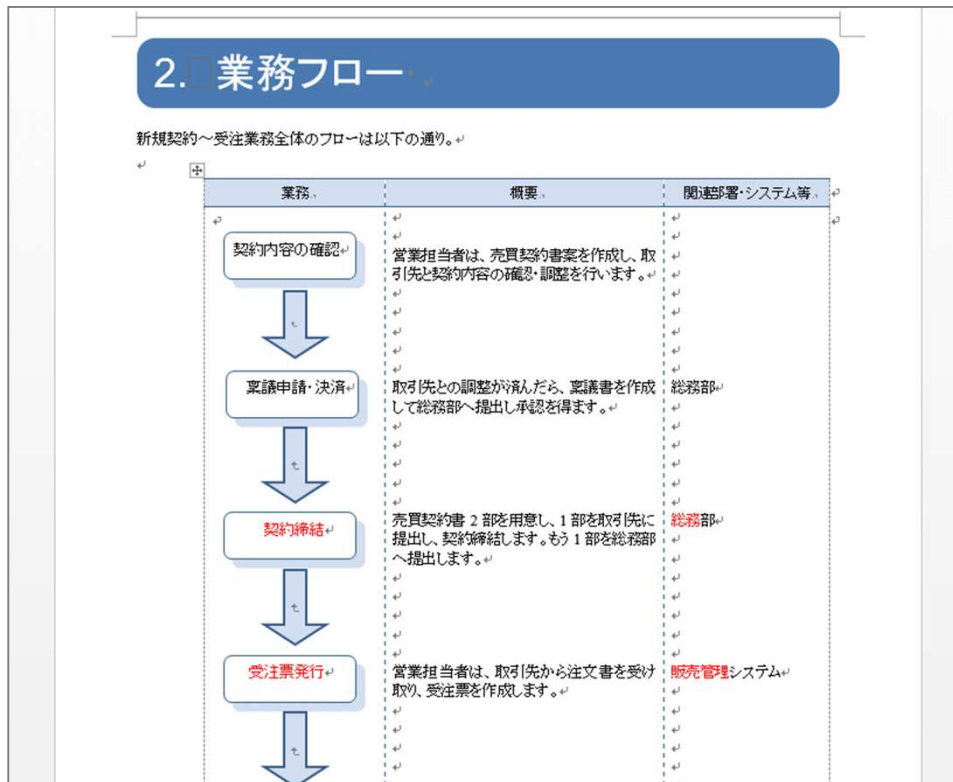 2. 業務フロー
新規契約～受注業務全体のフローは以下の通り。
業務 概要 関連部署・システム等
契約内容の確認
営業担当者は、売買契約書案を作成し、取
引先と契約内容の確認・調整を行います。
稟議申請・決済
取引先との調整が済んだら、稟議書を作成
して総務部へ提出し承認を得ます。
総務部
契約締結
売買契約書 2 部を用意し、1 部を取引先に
提出し、契約締結します。もう 1 部を総務部
へ提出します。
総務部
受注票発行
営業担当者は、取引先から注文書を受け
取り、受注票を作成します。
販売管理システム